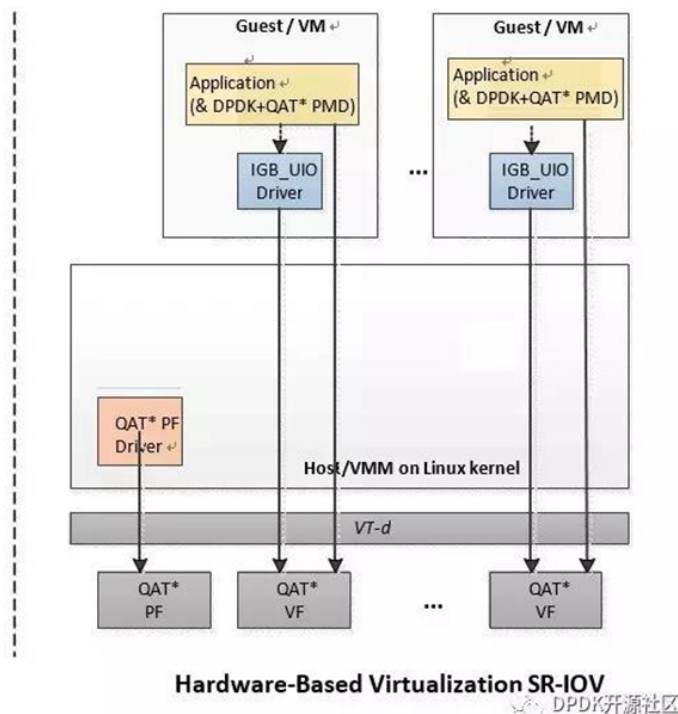 Guest / VM
Application
(& DPDK+QAT* PMD)
IGB_UIO
Driver
...
Guest / VM
Application
(& DPDK+QAT* PMD)
IGB_UIO
Driver
QAT* PF
Driver
Host/VMM on Linux kernel
VT-d
QAT*
PF
QAT*
VF
...
QAT*
VF
Hardware-Based Virtualization SR-IOV
DPDK开源社区